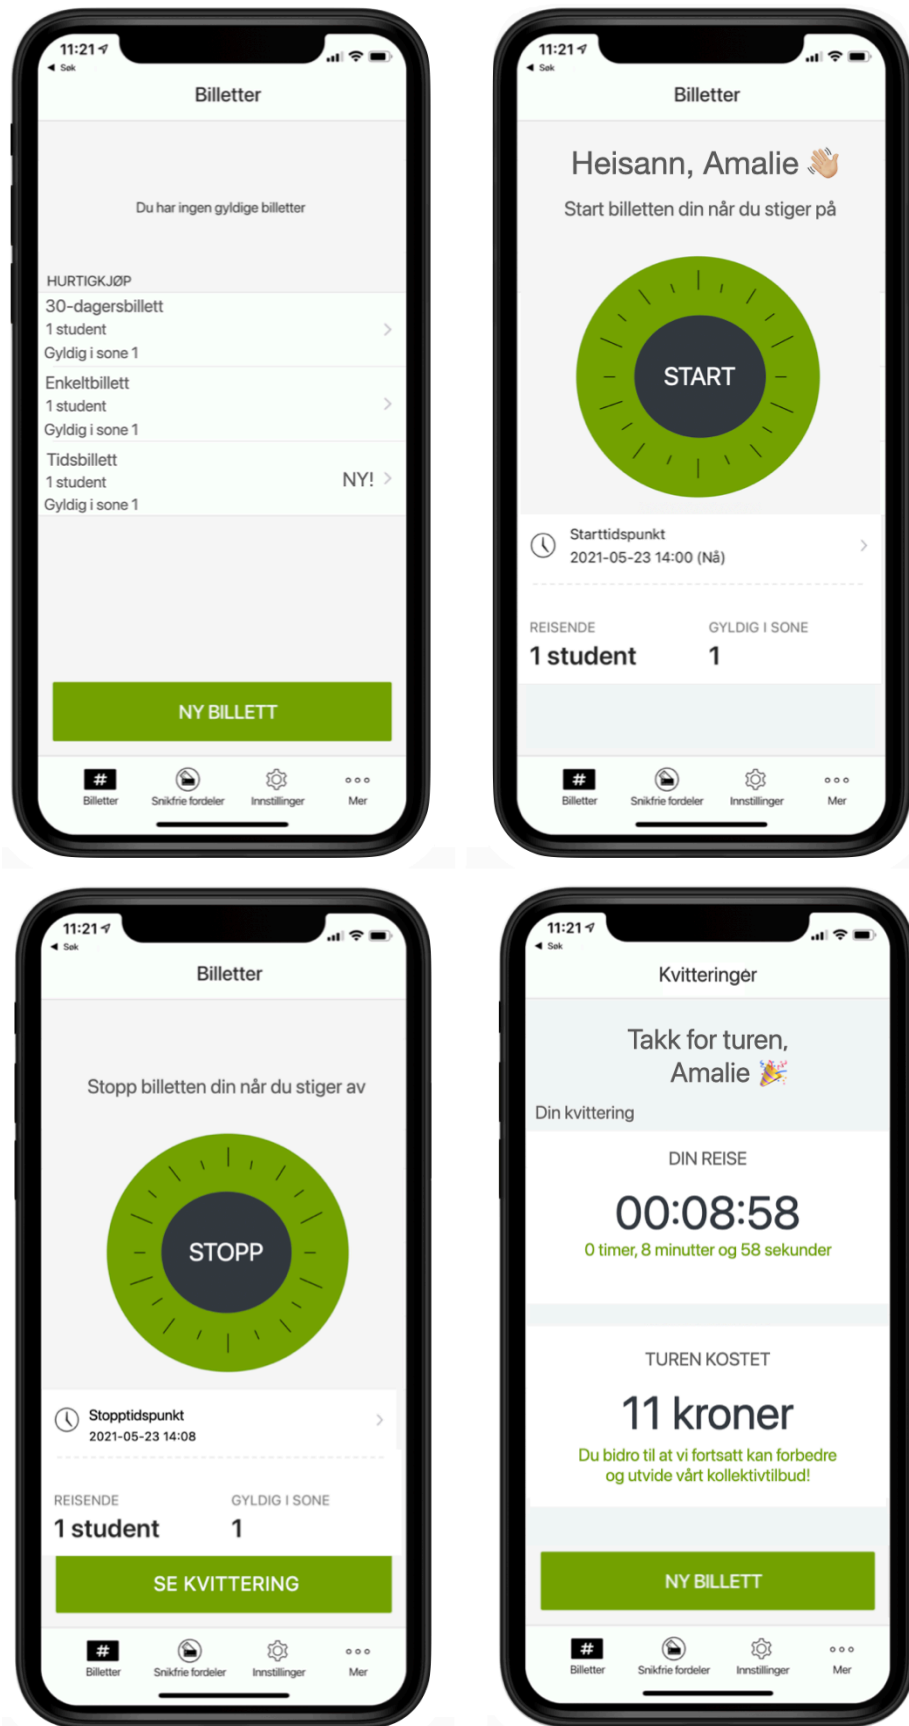 11:21
Søk
Billetter
Du har ingen gyldige billetter
HURTIGKJØP
30-dagersbillett
1 student
Gyldig i sone 1
Enkeltbillett
1 student
Gyldig i sone 1
Tidsbillett
1 student
NY!
Gyldig i sone 1
NY BILLETT
#
Billetter
Snikfrie fordeler
Innstillinger
Mer
11:21
Søk
Billetter
Heisann, Amalie 👋🏼
Start billetten din når du stiger på
START
Starttidspunkt
2021-05-23 14:00 (Nå)
REISENDE
GYLDIG I SONE
1 student
1
#
Billetter
Snikfrie fordeler
Innstillinger
Mer
11:21
Søk
Billetter
Stopp billetten din når du stiger av
STOPP
Stopptidspunkt
2021-05-23 14:08
REISENDE
GYLDIG I SONE
1 student
1
SE KVITTERING
#
Billetter
Snikfrie fordeler
Innstillinger
Mer
11:21
Søk
Kvitteringer
Takk for turen,
Amalie 🎉
Din kvittering
DIN REISE
00:08:58
0 timer, 8 minutter og 58 sekunder
TUREN KOSTET
11 kroner
Du bidro til at vi fortsatt kan forbedre
og utvide vårt kollektivtilbud!
NY BILLETT
#
Billetter
Snikfrie fordeler
Innstillinger
Mer